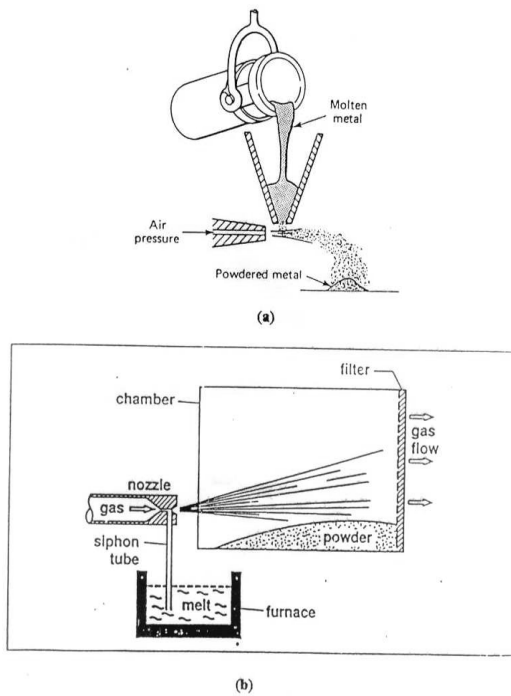 Molten
metal
Air
pressure
Powdered metal
(a)
filter
chamber
gas
flow
nozzle
gas
siphon
tube
powder
melt
furnace
(b)